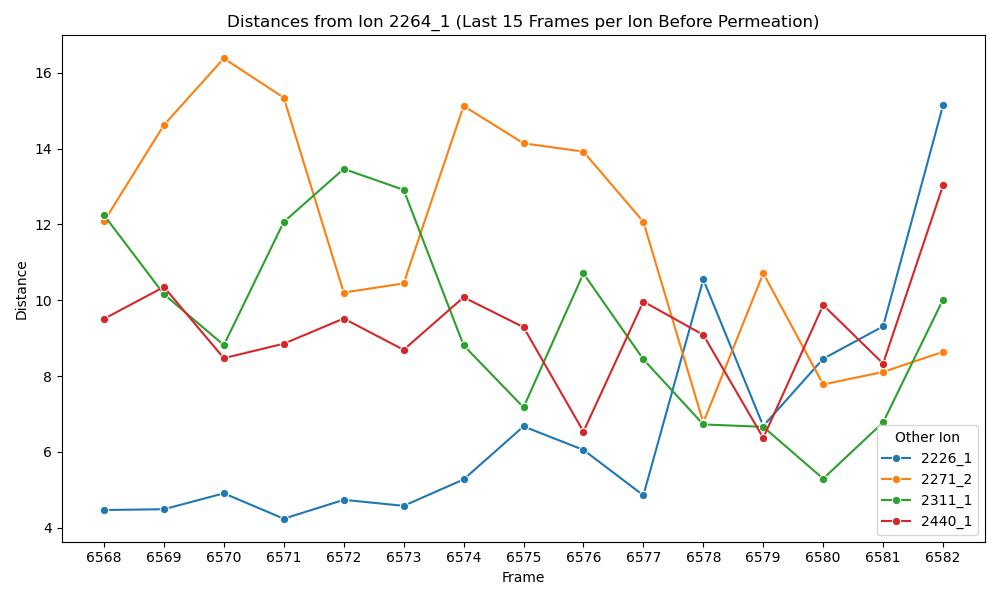 Distances from Ion 2264_1 (Last 15 Frames per Ion Before Permeation)
Distance
16
14
12
10
8
6
4
Other Ion
2226_1
2271_2
2311_1
2440_1
6568 6569 6570 6571 6572 6573 6574 6575 6576 6577 6578 6579 6580 6581 6582
Frame